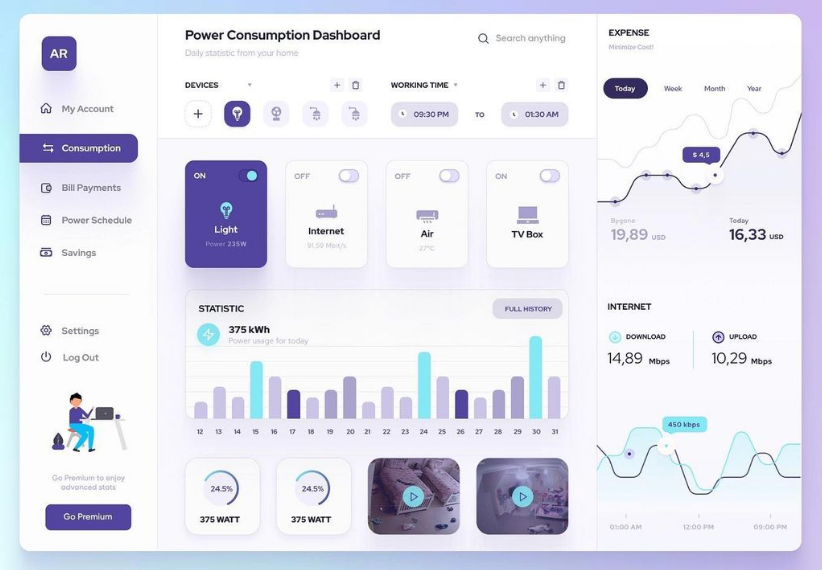 AR
My Account
Consumption
Bill Payments
Power Schedule
Savings
Settings
Log Out
Go Premium to enjoy
advanced stats
Go Premium
Power Consumption Dashboard
Daily statistic from your home
Search anything
DEVICES
WORKING TIME
09:30 PM
TO
01:30 AM
ON
Light
Power 235W
OFF
Internet
OFF
Air
27°C
ON
TV Box
STATISTIC
FULL HISTORY
375 kWh
Power usage for today
12 13 14 15 16 17 18 19 20 21 22 23 24 25 26 27 28 29 30 31
24.5%
375 WATT
24.5%
375 WATT
EXPENSE
Minimize Cost!
Today Week Month Year
$ 4,5
Bygone
19,89 USD
Today
16,33 USD
INTERNET
DOWNLOAD
14,89 Mbps
UPLOAD
10,29 Mbps
450 kbps
01:00 AM 12:00 PM 09:00 PM